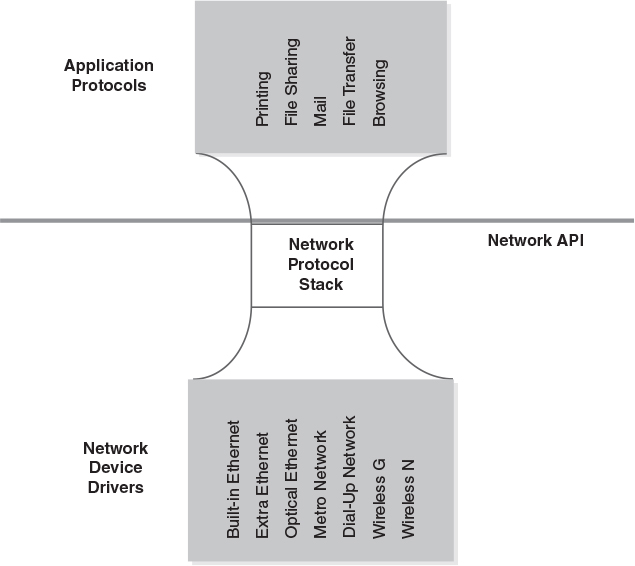 Application
Protocols
Printing
File Sharing
Mail
File Transfer
Browsing
Network API
Network
Protocol
Stack
Network
Device
Drivers
Built-in Ethernet
Extra Ethernet
Optical Ethernet
Metro Network
Dial-Up Network
Wireless G
Wireless N